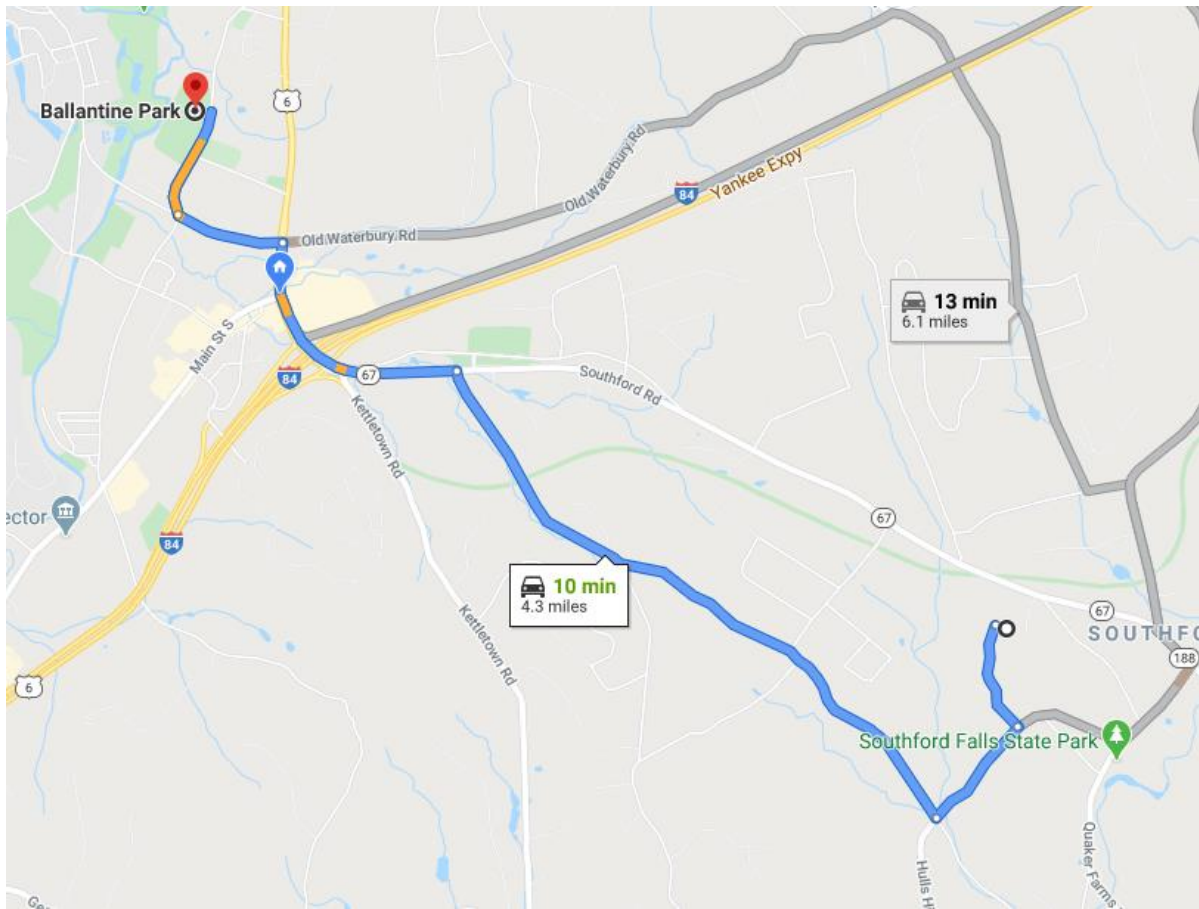 Ballantine Park
6
Old Waterbury Rd
84
Yankee Expy
Old Waterbury Rd
13 min
6.1 miles
Main St S
84
67
Southford Rd
Kettletown Rd
67
ector
84
10 min
4.3 miles
Kettletown Rd
67
SOUTHFO
188
6
Southford Falls State Park
Quaker Farms
Hulls Hi
Geo